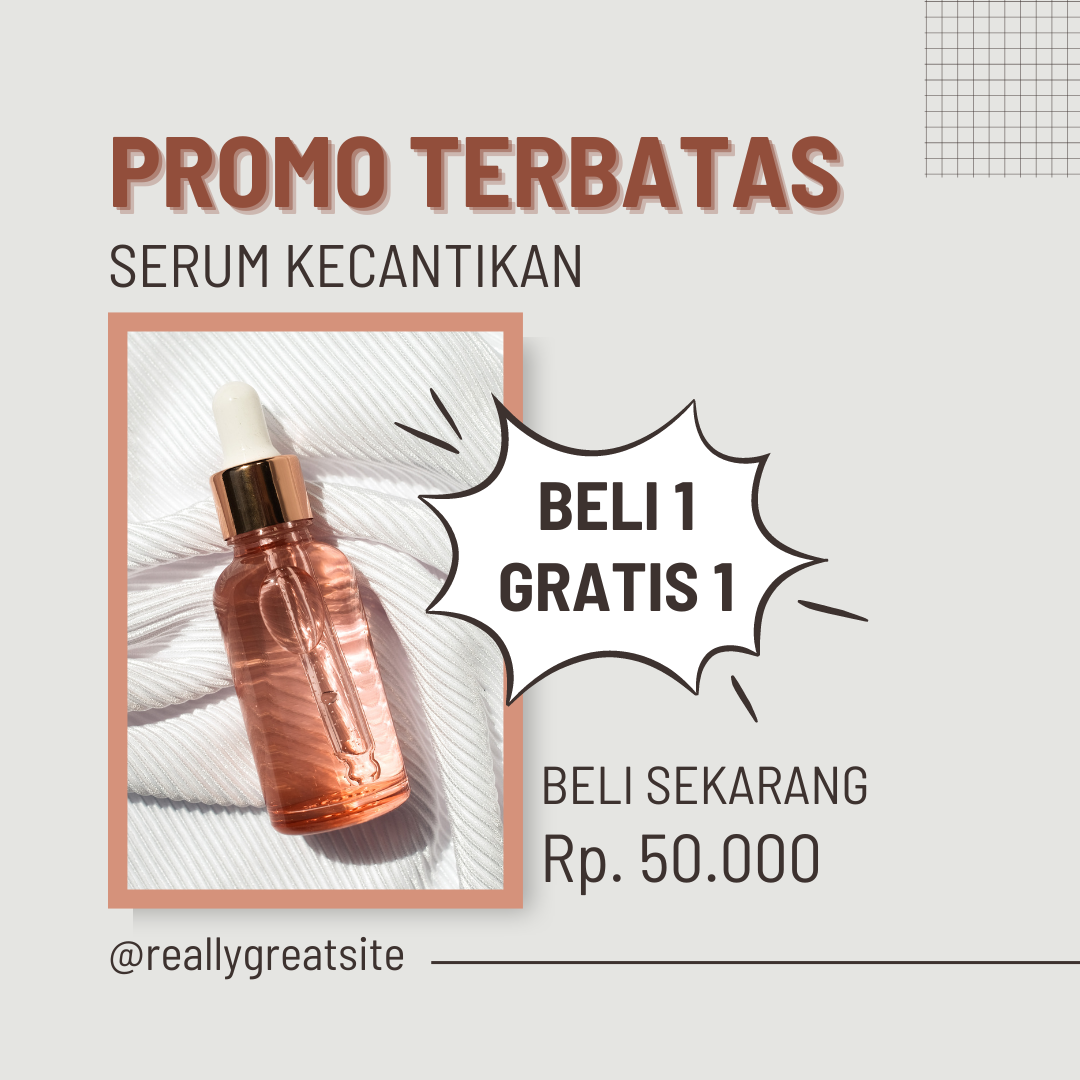 PROMO TERBATAS
SERUM KECANTIKAN
BELI 1
GRATIS 1
BELI SEKARANG
Rp. 50.000
@reallygreatsite